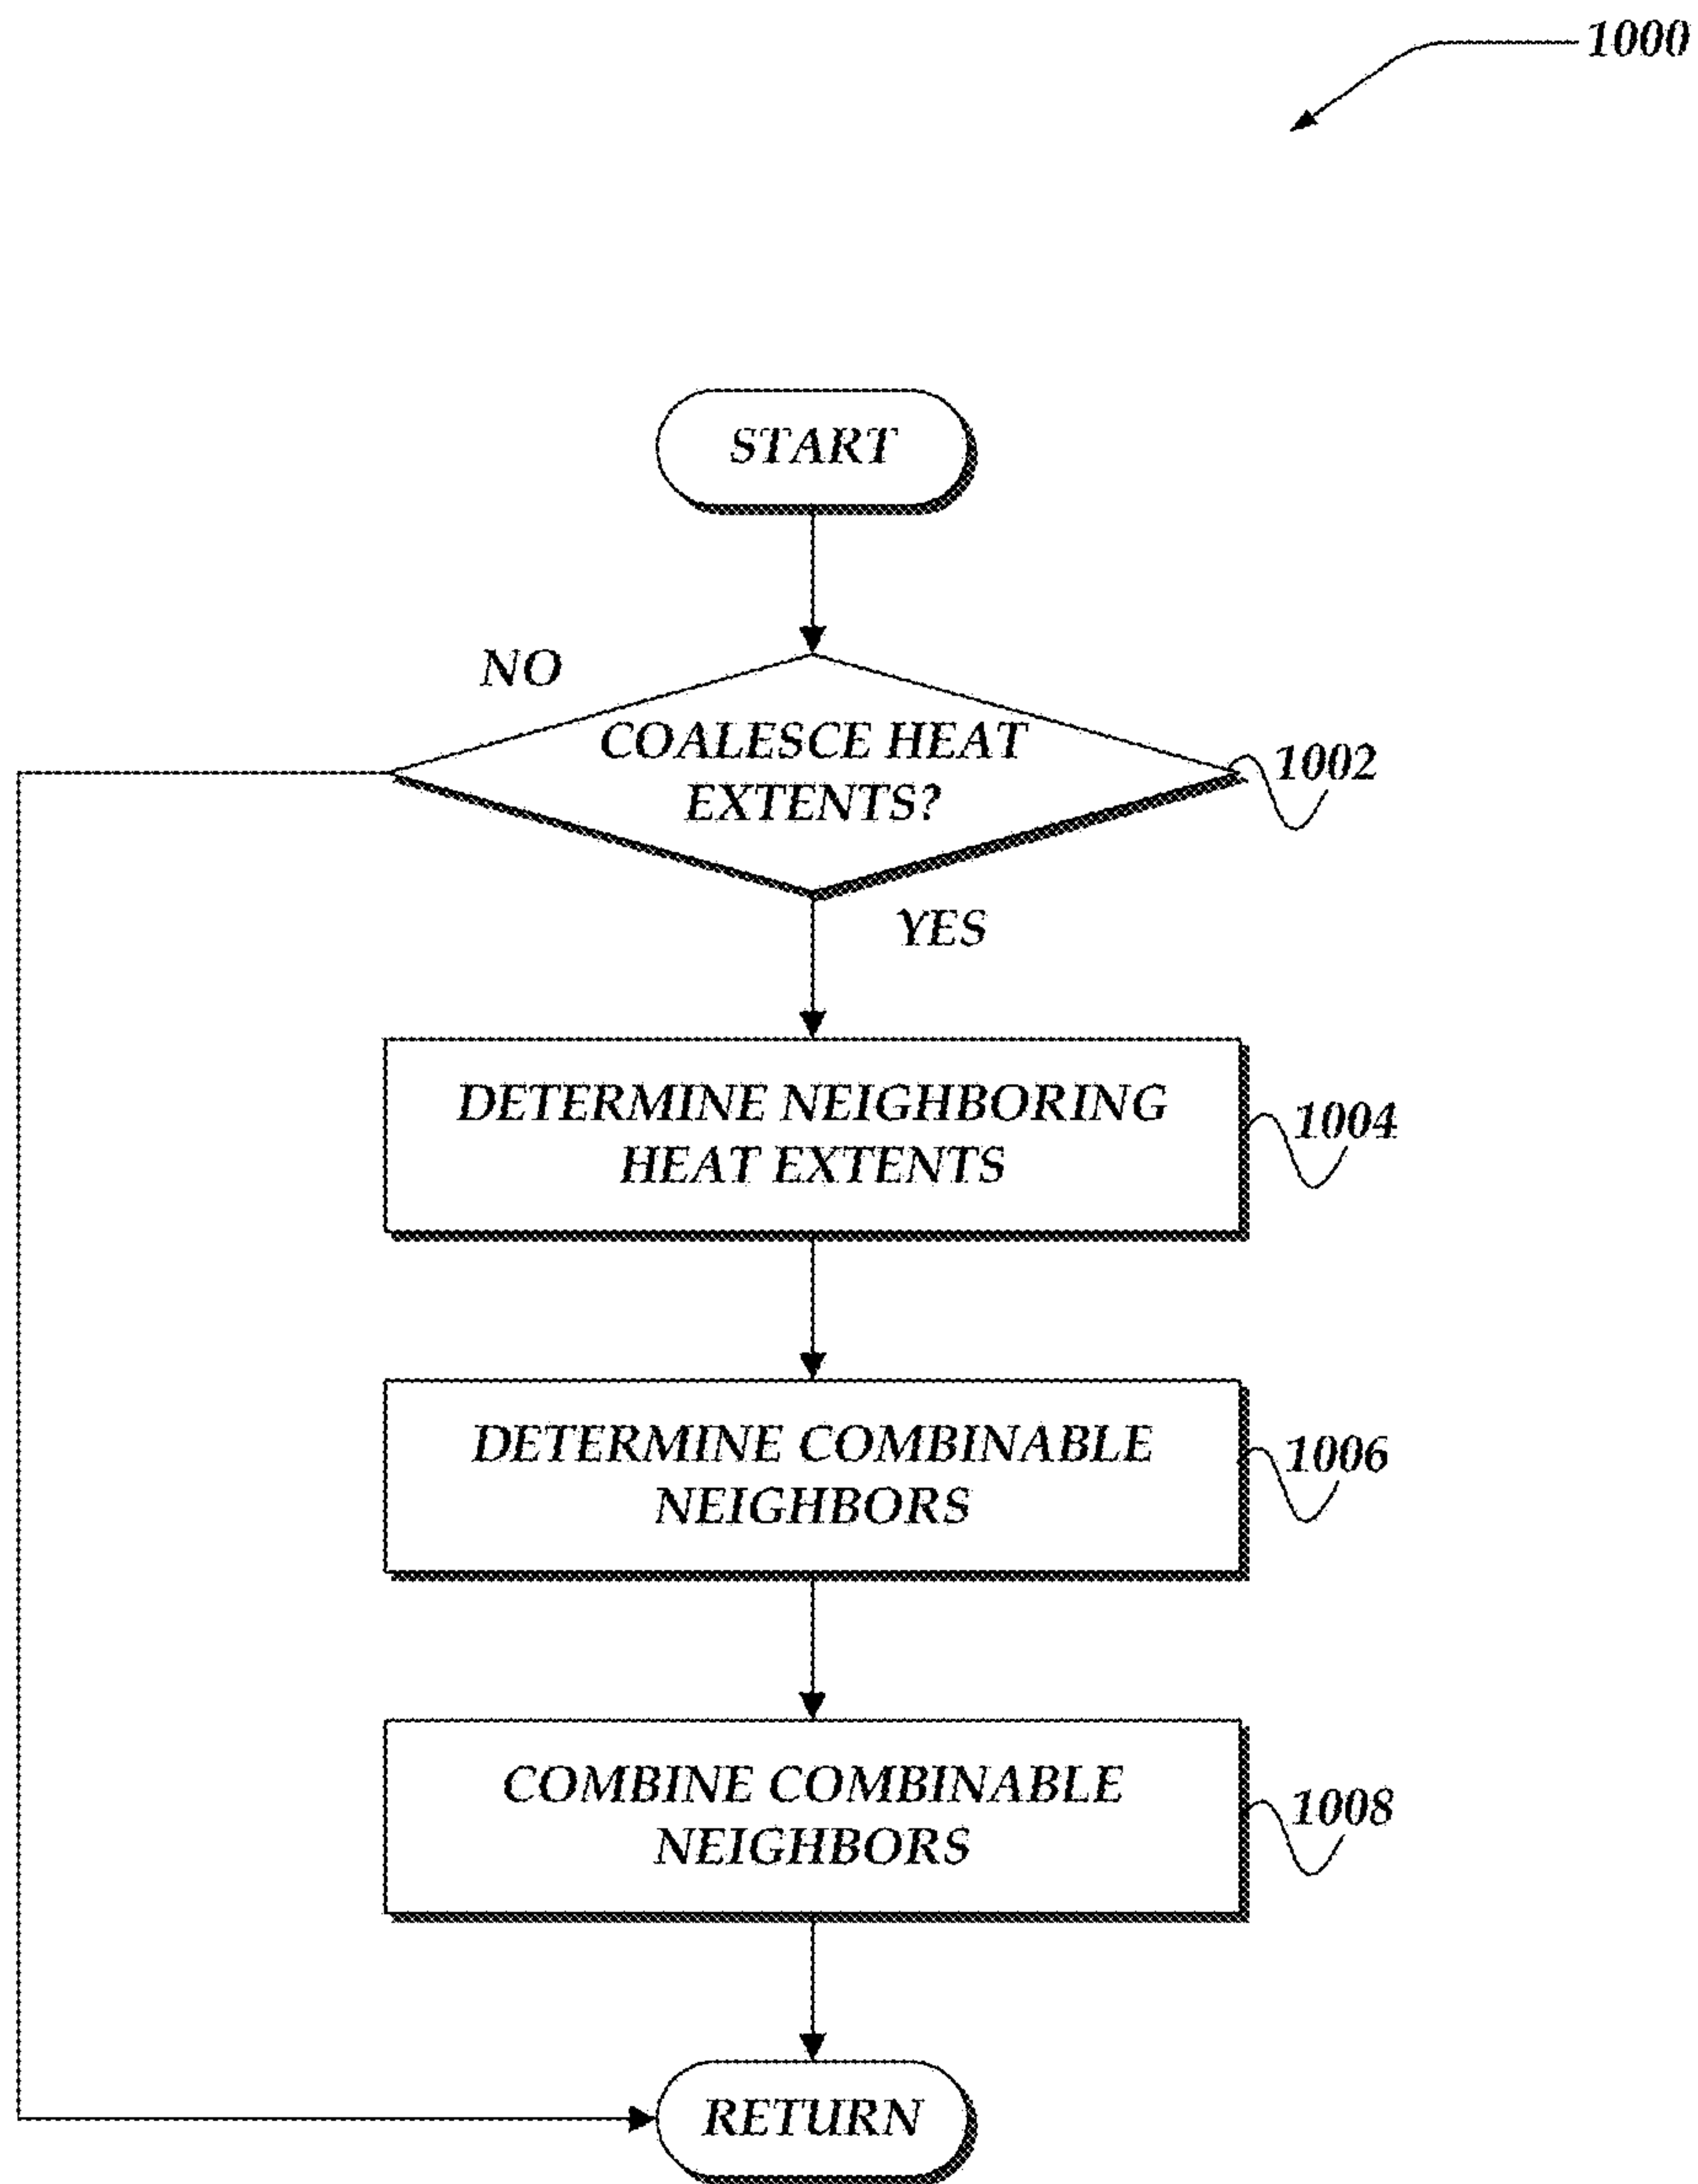 1000
START
NO
COALESCE HEAT
EXTENTS?
1002
YES
DETERMINE NEIGHBORING
HEAT EXTENTS
1004
DETERMINE COMBINABLE
NEIGHBORS
1006
COMBINE COMBINABLE
NEIGHBORS
1008
RETURN